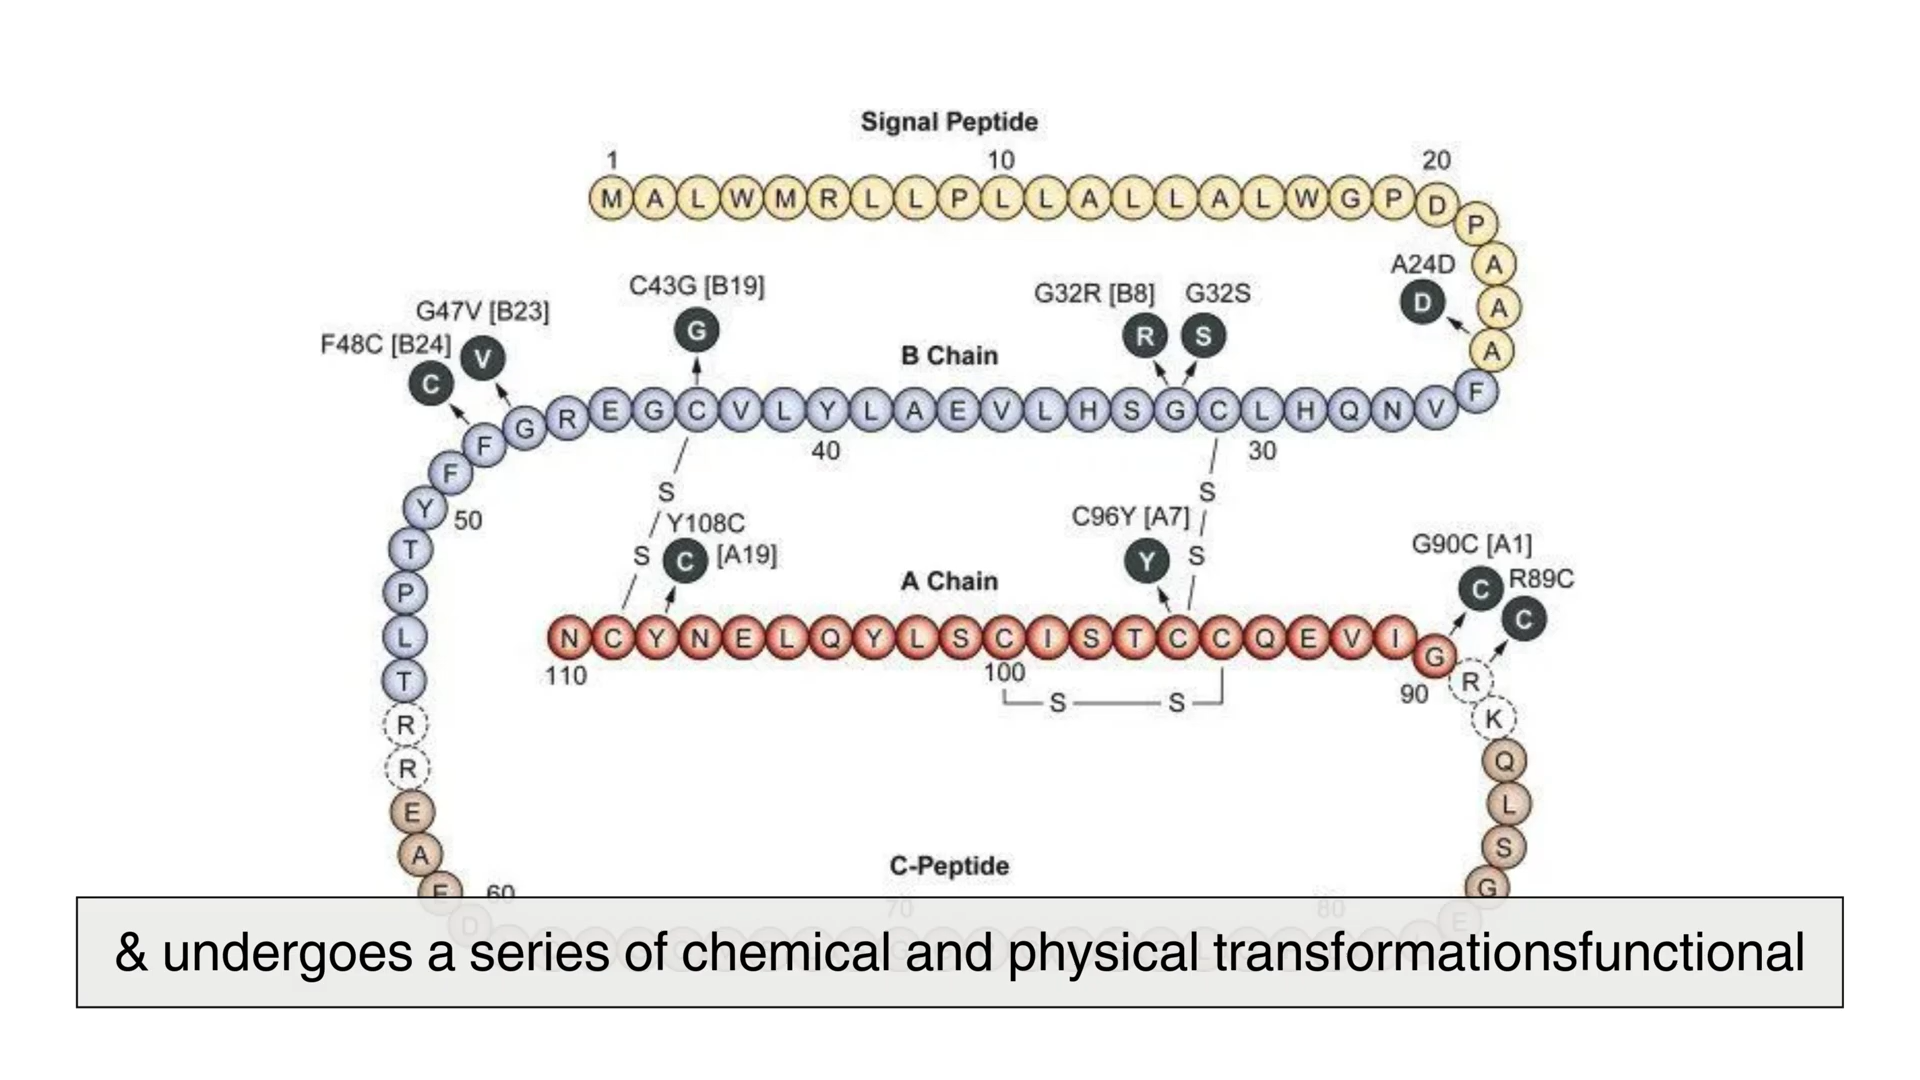 Signal Peptide
1 10 20
M A L W M R L L P L L A L L A L W G P D P A A A
A24D
D
C43G [B19]
G
G32R [B8] G32S
R S
G47V [B23]
V
F48C [B24]
C
B Chain
F V N Q H L C G S H L V E A L Y L V C G E R G F F Y T P L T
40 30
50
S S
S S
Y108C
C [A19]
C96Y [A7]
Y
G90C [A1]
C R89C
C
A Chain
N C Y N E L Q Y L S C I S T C C Q E V I G
110 100 90
S S
R R
R K
E A E D
Q L S G E
C-Peptide
60 70 80
& undergoes a series of chemical and physical transformationsfunctional